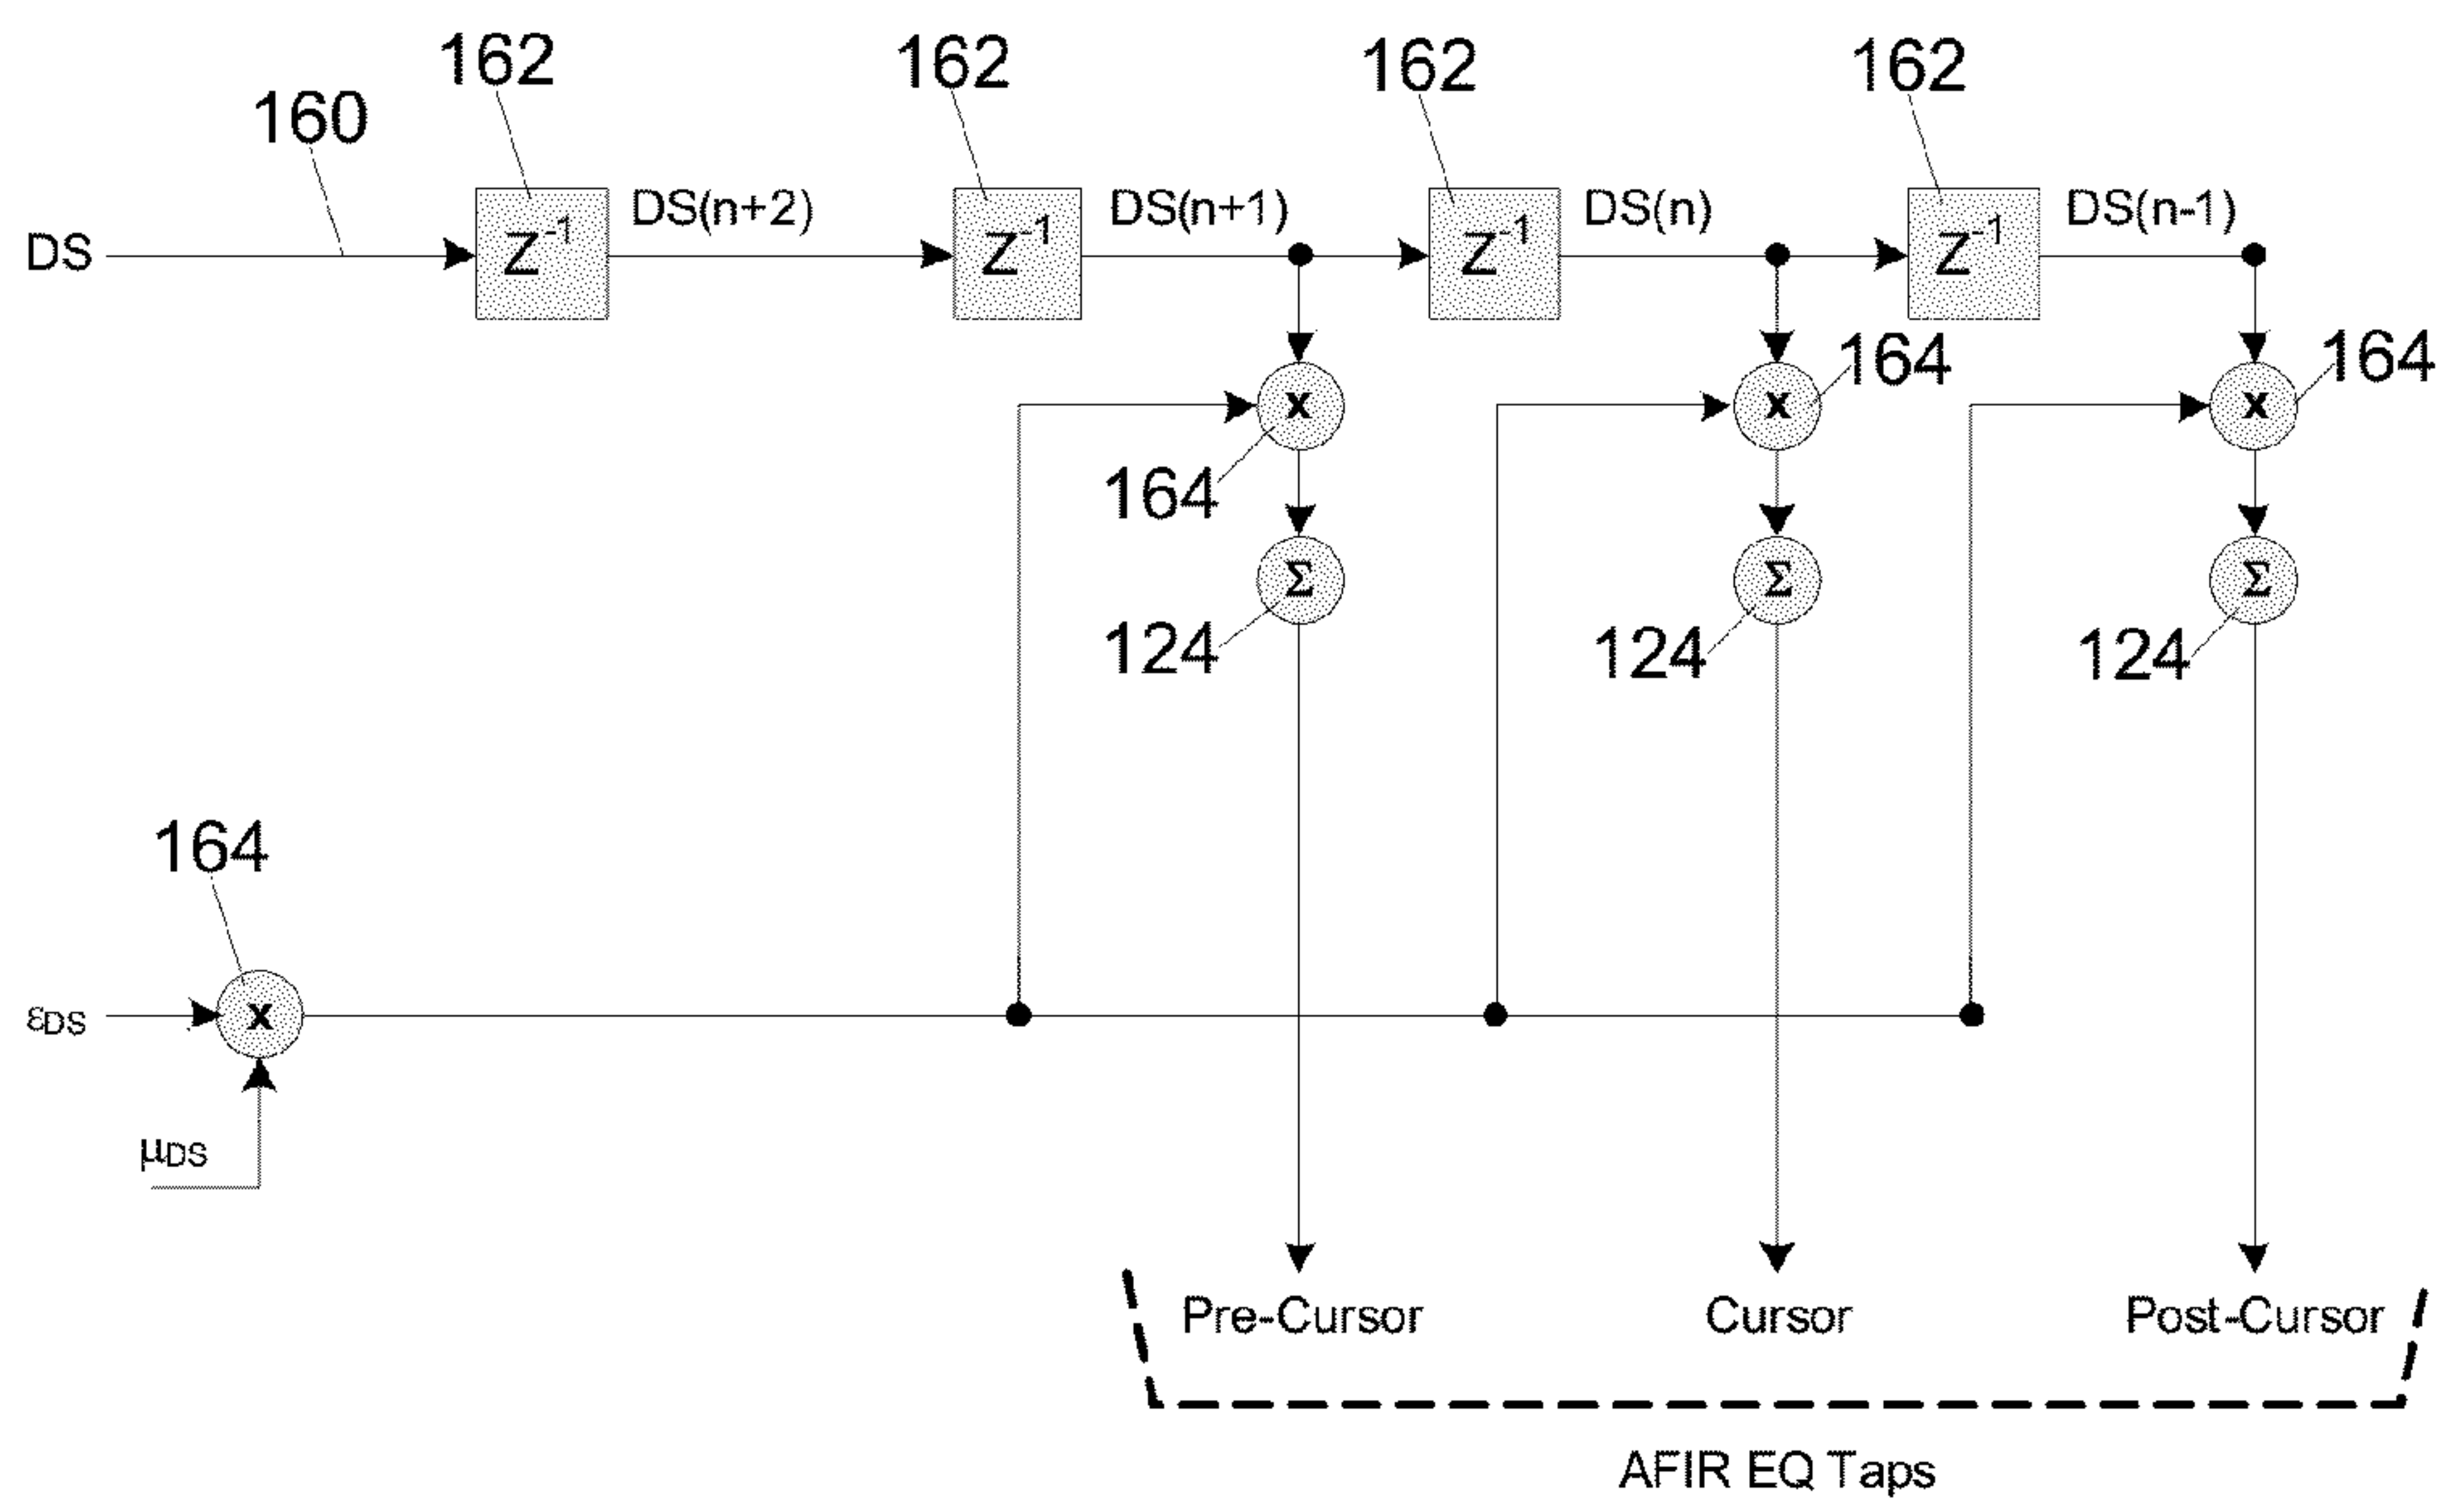 162 162 162 162
160
DS Z-1 DS(n+2) Z-1 DS(n+1) Z-1 DS(n) Z-1 DS(n-1)
x 164 x 164 x 164
Σ Σ Σ
124 124 124
164
εDS x
μDS
Pre-Cursor Cursor Post-Cursor
AFIR EQ Taps